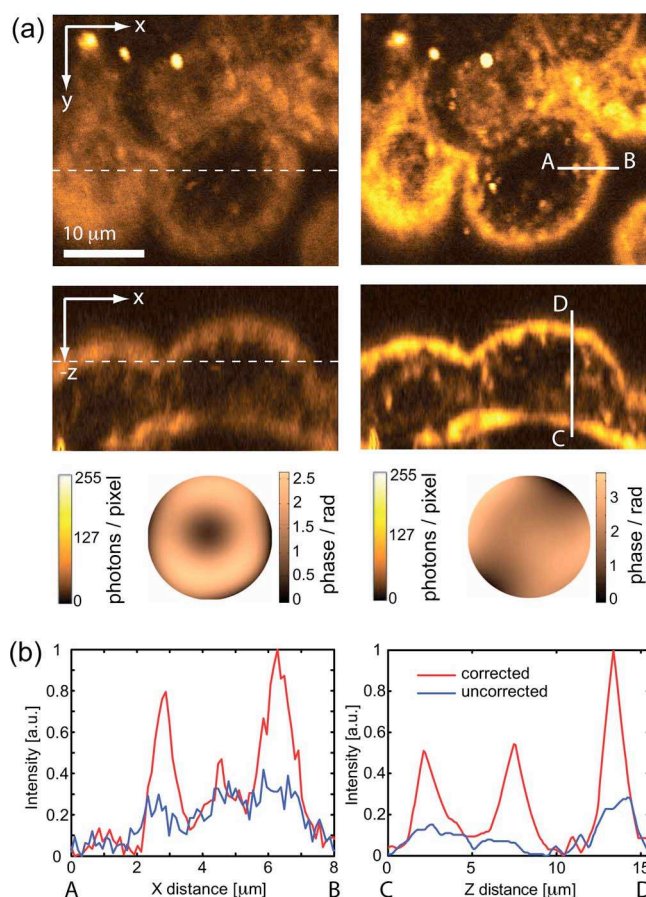 (a)
x
y
10 μm
A B
x
-z
D
C
255
127
0
photons / pixel
2.5
2
1.5
1
0.5
0
phase / rad
255
127
0
photons / pixel
3
2
1
0
phase / rad
(b)
1
0.8
0.6
0.4
0.2
0
Intensity [a.u.]
0 2 4 6 8
A X distance [μm] B
1
0.8
0.6
0.4
0.2
0
Intensity [a.u.]
corrected
uncorrected
0 5 10 15
C Z distance [μm] D